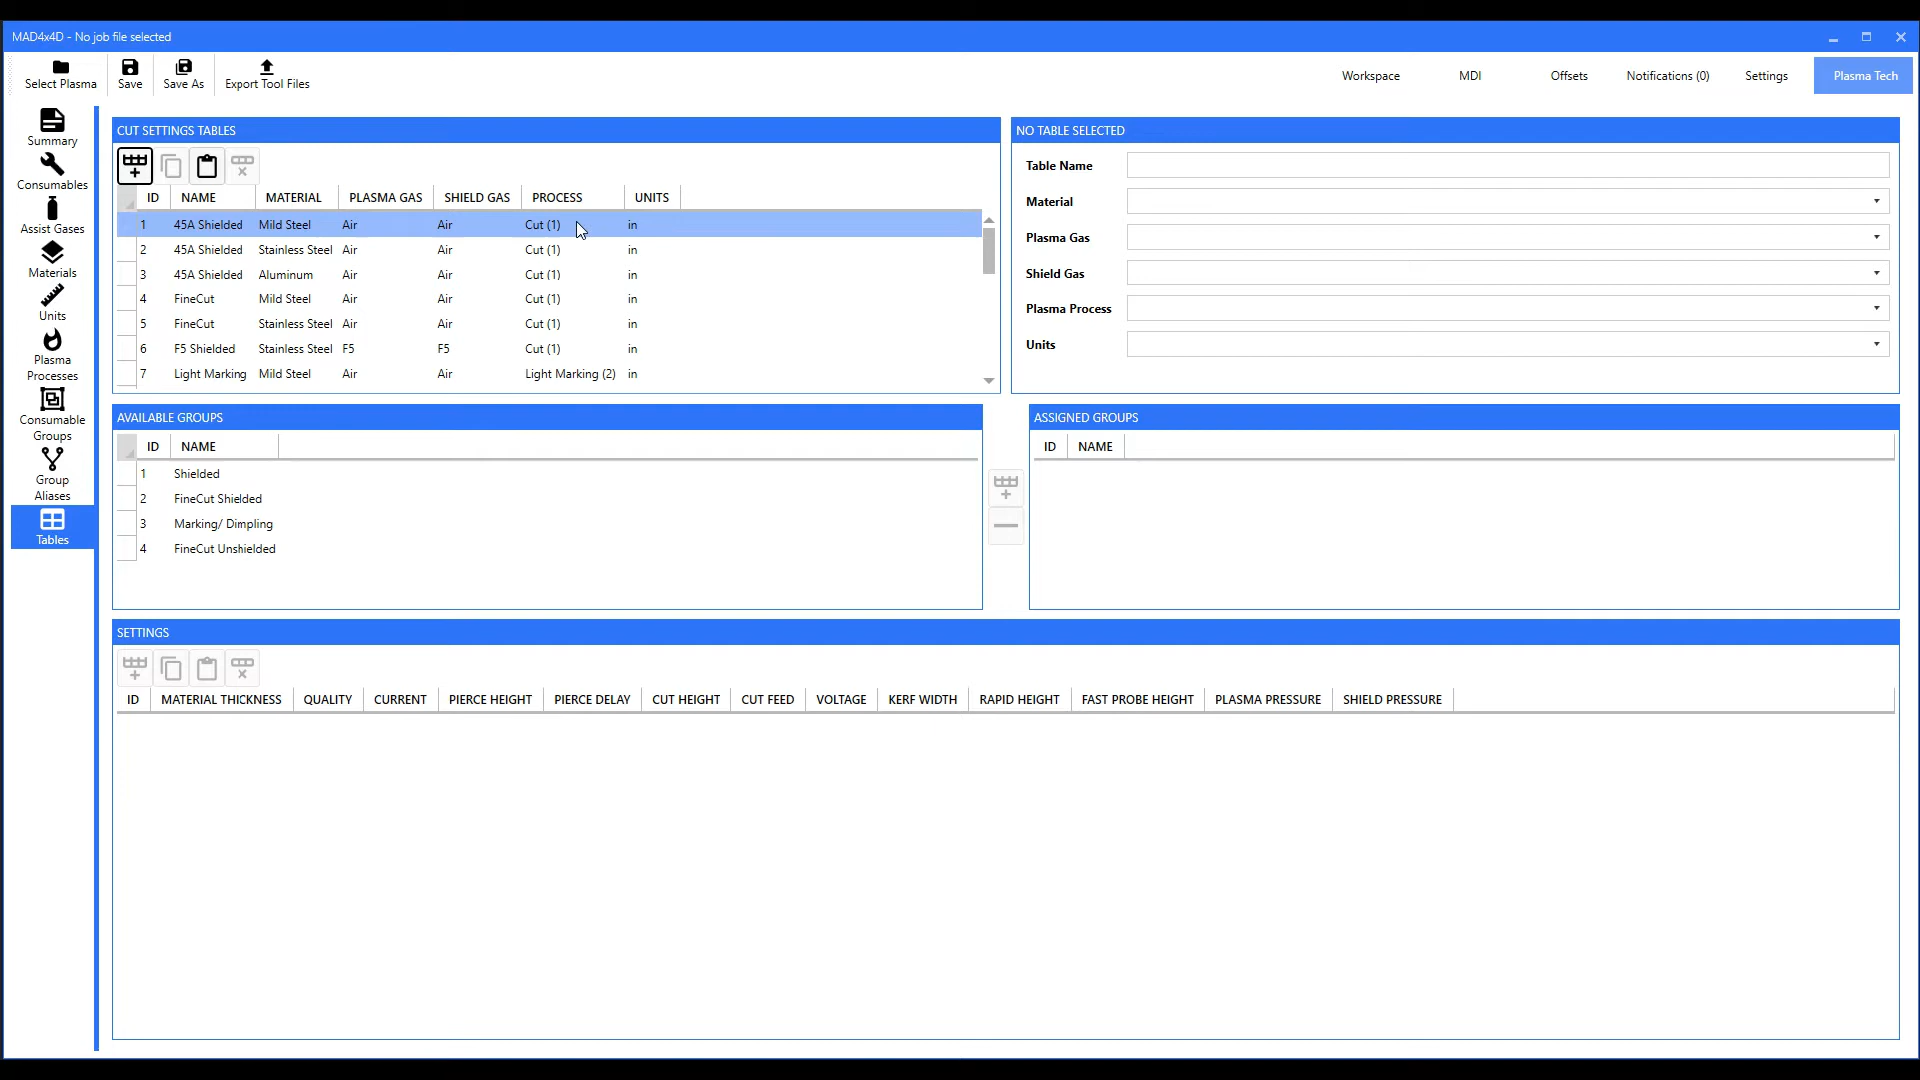 MAD4x4D - No job file selected
Select Plasma Save Save As Export Tool Files Workspace MDI Offsets Notifications (0) Settings Plasma Tech
Summary
Consumables
Assist Gases
Materials
Units
Plasma
Processes
Consumable
Groups
Group
Aliases
Tables
CUT SETTINGS TABLES
ID NAME MATERIAL PLASMA GAS SHIELD GAS PROCESS UNITS
1 45A Shielded Mild Steel Air Air Cut (1) in
2 45A Shielded Stainless Steel Air Air Cut (1) in
3 45A Shielded Aluminum Air Air Cut (1) in
4 FineCut Mild Steel Air Air Cut (1) in
5 FineCut Stainless Steel Air Air Cut (1) in
6 F5 Shielded Stainless Steel F5 F5 Cut (1) in
7 Light Marking Mild Steel Air Air Light Marking (2) in
NO TABLE SELECTED
Table Name
Material
Plasma Gas
Shield Gas
Plasma Process
Units
AVAILABLE GROUPS
ID NAME
1 Shielded
2 FineCut Shielded
3 Marking/ Dimpling
4 FineCut Unshielded
ASSIGNED GROUPS
ID NAME
SETTINGS
ID MATERIAL THICKNESS QUALITY CURRENT PIERCE HEIGHT PIERCE DELAY CUT HEIGHT CUT FEED VOLTAGE KERF WIDTH RAPID HEIGHT FAST PROBE HEIGHT PLASMA PRESSURE SHIELD PRESSURE